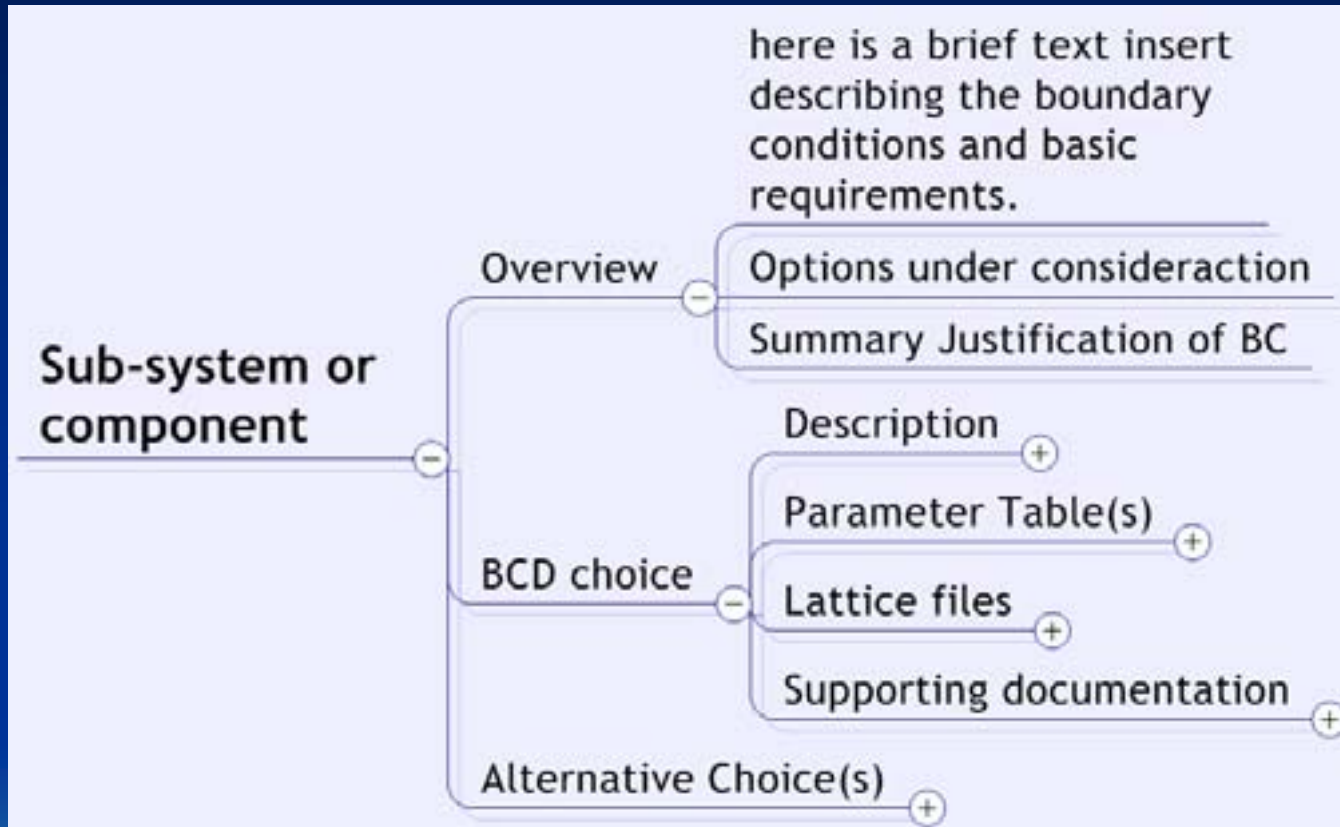 here is a brief text insert
describing the boundary
conditions and basic
requirements.
Overview
Options under consideraction
Summary Justification of BC
Sub-system or
component
Description
Parameter Table(s)
BCD choice
Lattice files
Supporting documentation
Alternative Choice(s)